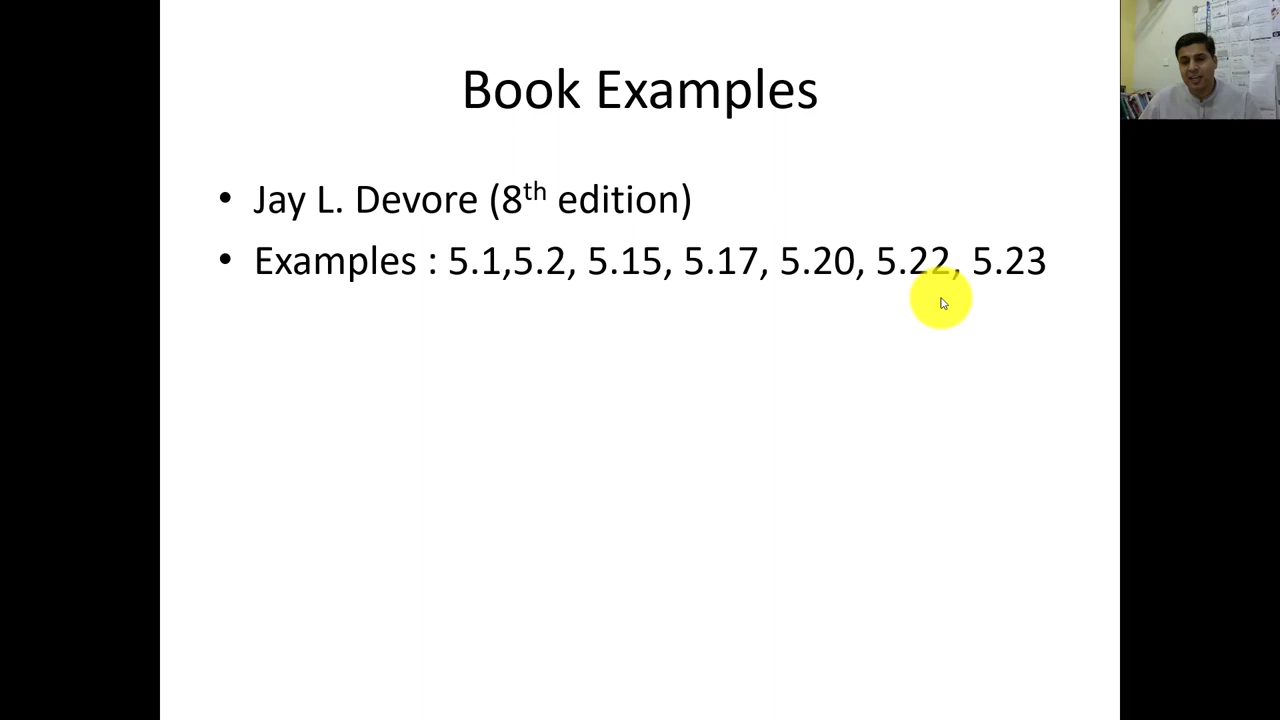 Book Examples
• Jay L. Devore (8th edition)
• Examples : 5.1,5.2, 5.15, 5.17, 5.20, 5.22, 5.23